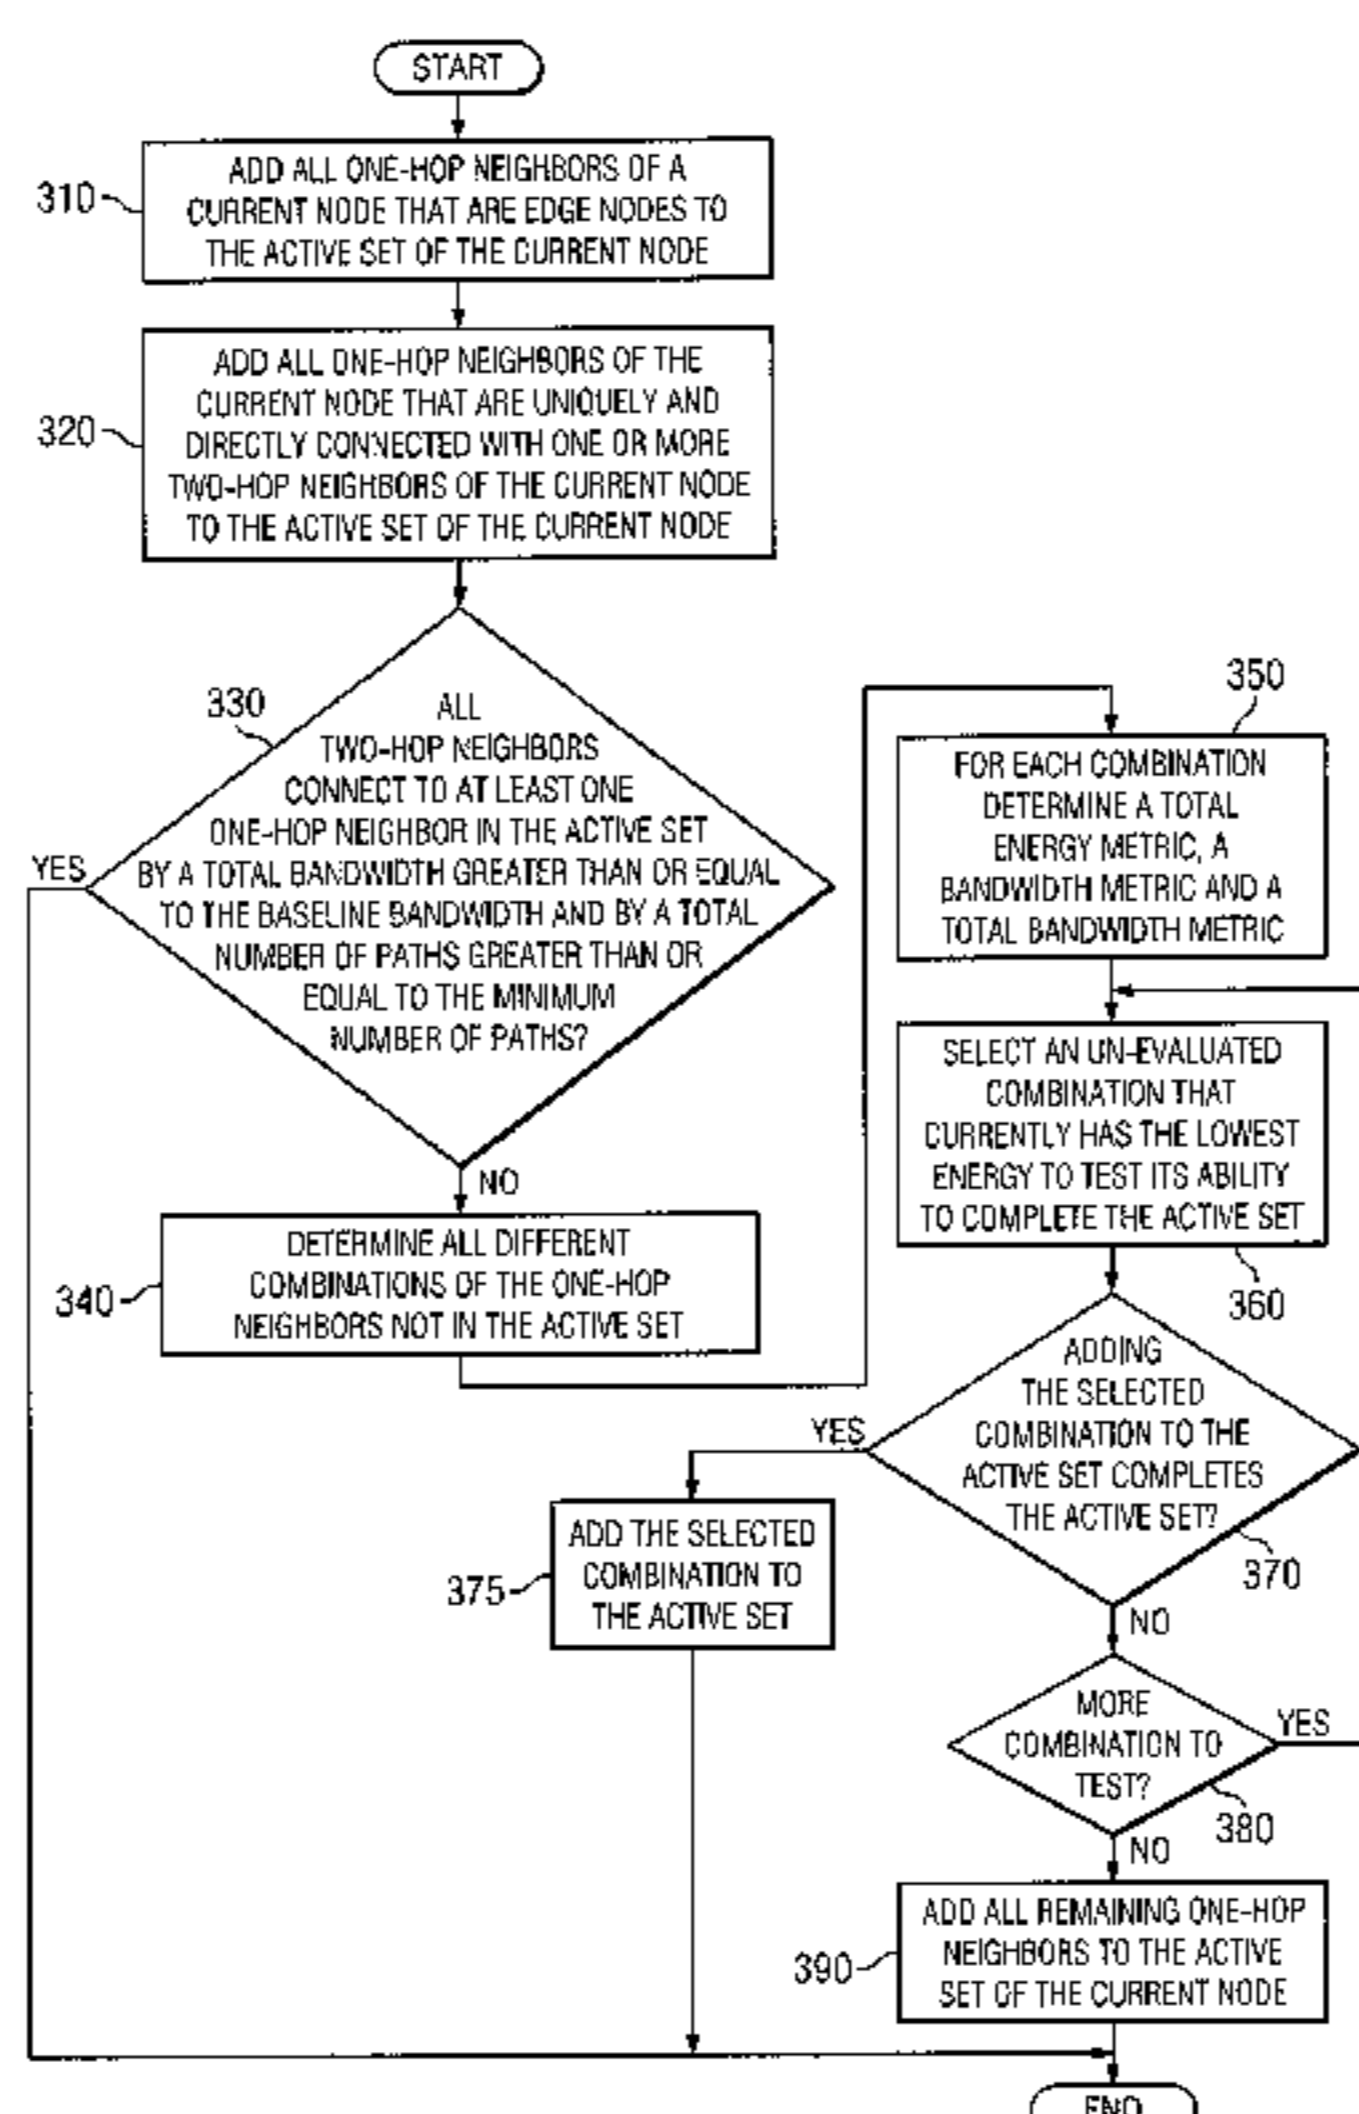 START
310
ADD ALL ONE-HOP NEIGHBORS OF A
CURRENT NODE THAT ARE EDGE NODES TO
THE ACTIVE SET OF THE CURRENT NODE
320
ADD ALL ONE-HOP NEIGHBORS OF THE
CURRENT NODE THAT ARE UNIQUELY AND
DIRECTLY CONNECTED WITH ONE OR MORE
TWO-HOP NEIGHBORS OF THE CURRENT NODE
TO THE ACTIVE SET OF THE CURRENT NODE
330
ALL
TWO-HOP NEIGHBORS
CONNECT TO AT LEAST ONE
ONE-HOP NEIGHBOR IN THE ACTIVE SET
BY A TOTAL BANDWIDTH GREATER THAN OR EQUAL
TO THE BASELINE BANDWIDTH AND BY A TOTAL
NUMBER OF PATHS GREATER THAN OR
EQUAL TO THE MINIMUM
NUMBER OF PATHS?
YES
NO
340
DETERMINE ALL DIFFERENT
COMBINATIONS OF THE ONE-HOP
NEIGHBORS NOT IN THE ACTIVE SET
350
FOR EACH COMBINATION
DETERMINE A TOTAL
ENERGY METRIC, A
BANDWIDTH METRIC AND A
TOTAL BANDWIDTH METRIC
SELECT AN UN-EVALUATED
COMBINATION THAT
CURRENTLY HAS THE LOWEST
ENERGY TO TEST ITS ABILITY
TO COMPLETE THE ACTIVE SET
360
ADDING
THE SELECTED
COMBINATION TO THE
ACTIVE SET COMPLETES
THE ACTIVE SET?
370
YES
NO
375
ADD THE SELECTED
COMBINATION TO
THE ACTIVE SET
MORE
COMBINATION TO
TEST?
380
YES
NO
390
ADD ALL REMAINING ONE-HOP
NEIGHBORS TO THE ACTIVE
SET OF THE CURRENT NODE
END